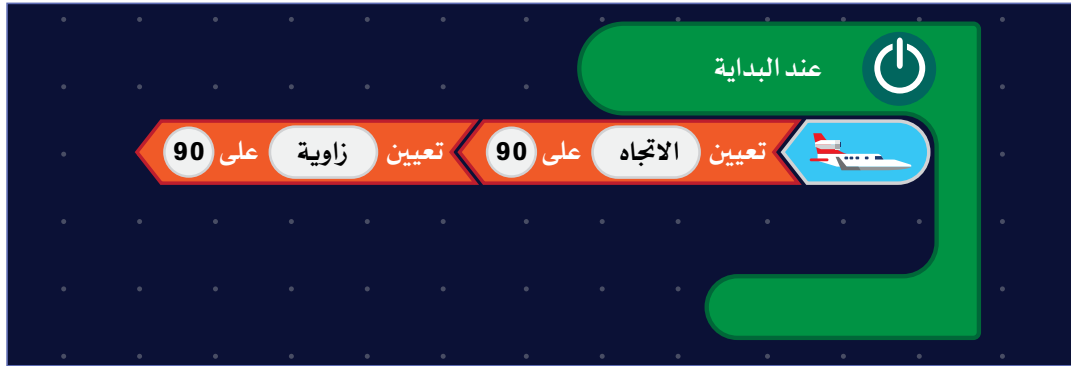 عند البداية
تعيين الاتجاه على 90 تعيين زاوية على 90